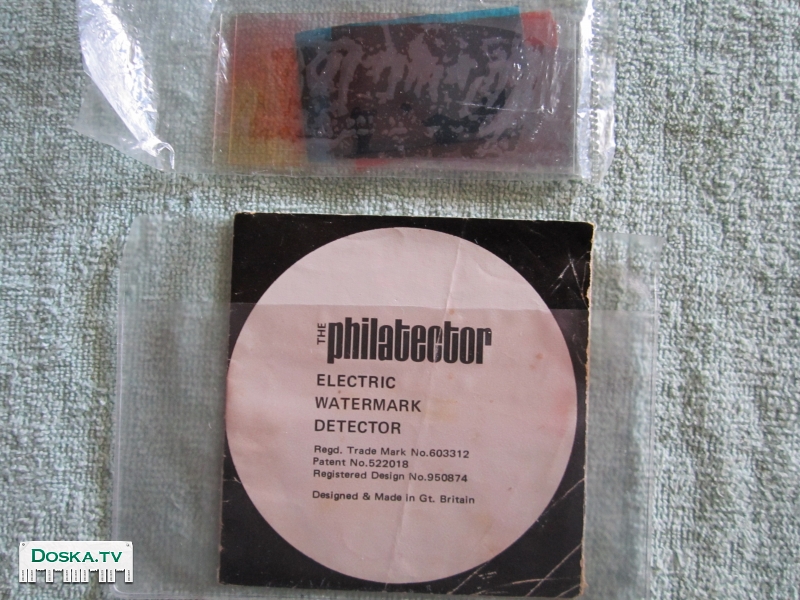 THE philatector
ELECTRIC
WATERMARK
DETECTOR
Regd. Trade Mark No.603312
Patent No.522018
Registered Design No.950874
Designed & Made in Gt. Britain
DOSKA.TV